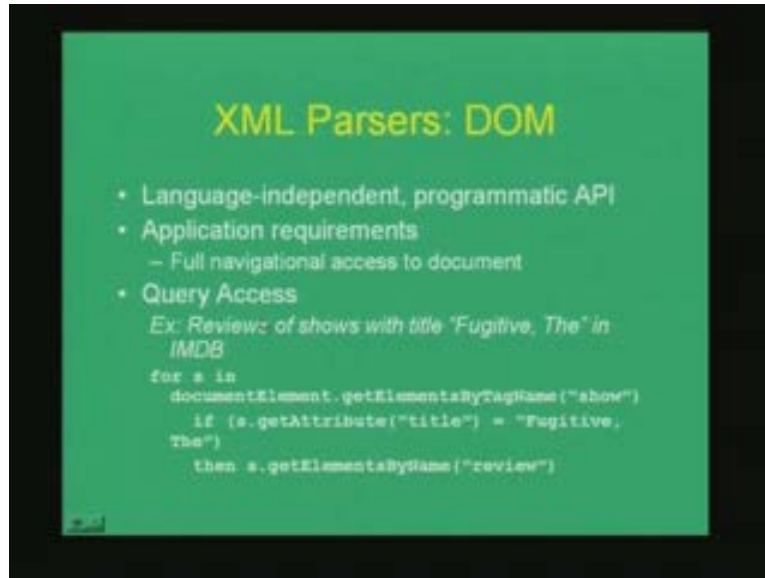 XML Parsers: DOM
• Language-independent, programmatic API
• Application requirements
– Full navigational access to document
• Query Access
Ex: Reviews of shows with title "Fugitive, The" in
IMDB
for s in
documentElement.getElementsByTagName("show")
if (s.getAttribute("title") = "Fugitive,
The")
then s.getElementsByName("review")